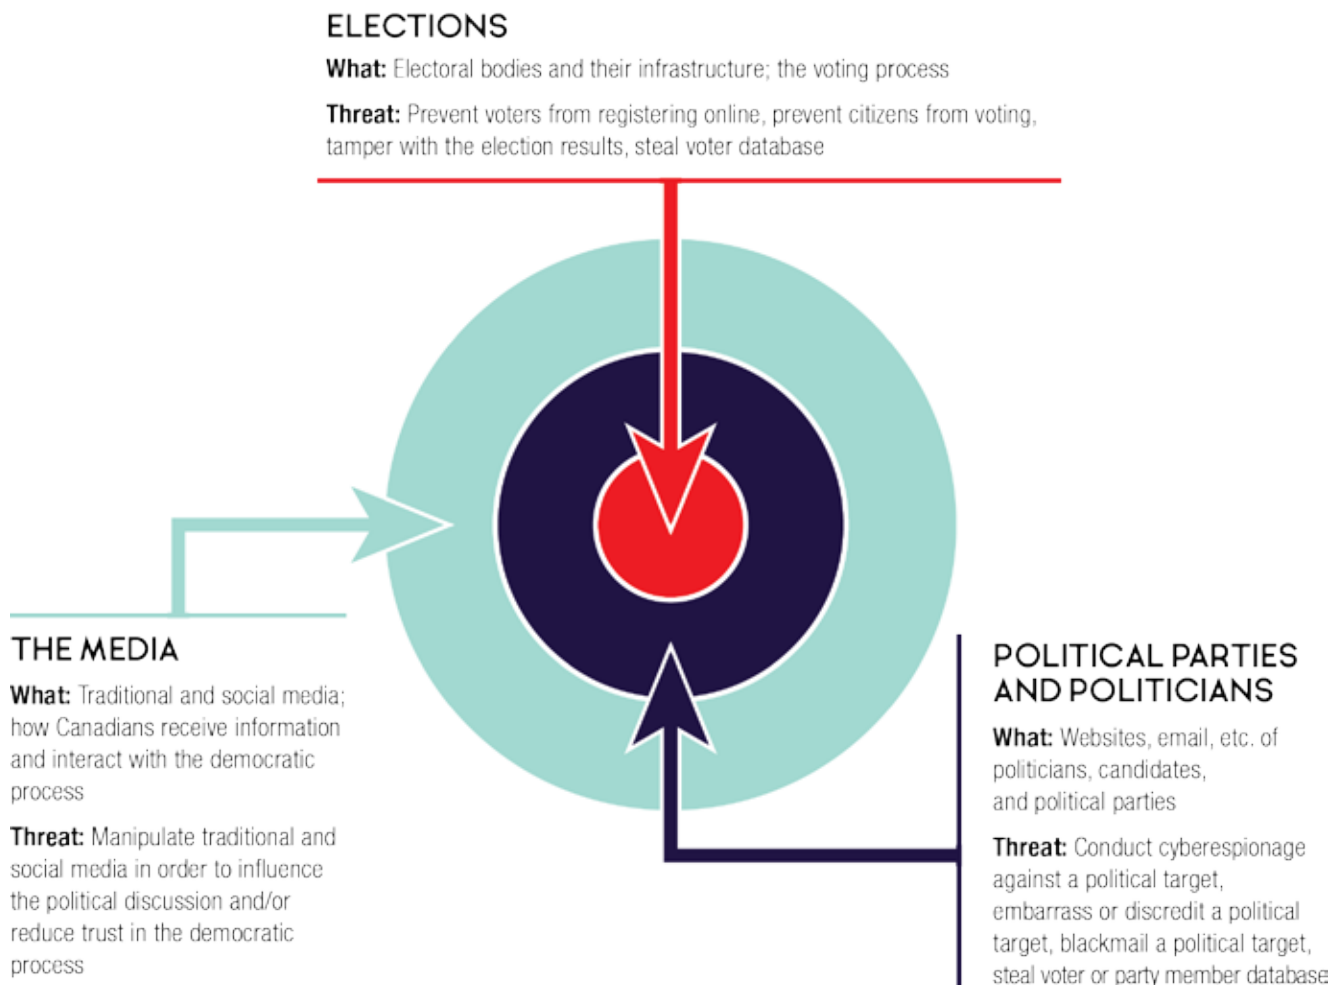 ELECTIONS
What: Electoral bodies and their infrastructure; the voting process
Threat: Prevent voters from registering online, prevent citizens from voting,
tamper with the election results, steal voter database
THE MEDIA
What: Traditional and social media;
how Canadians receive information
and interact with the democratic
process
Threat: Manipulate traditional and
social media in order to influence
the political discussion and/or
reduce trust in the democratic
process
POLITICAL PARTIES
AND POLITICIANS
What: Websites, email, etc. of
politicians, candidates,
and political parties
Threat: Conduct cyberespionage
against a political target,
embarrass or discredit a political
target, blackmail a political target,
steal voter or party member database